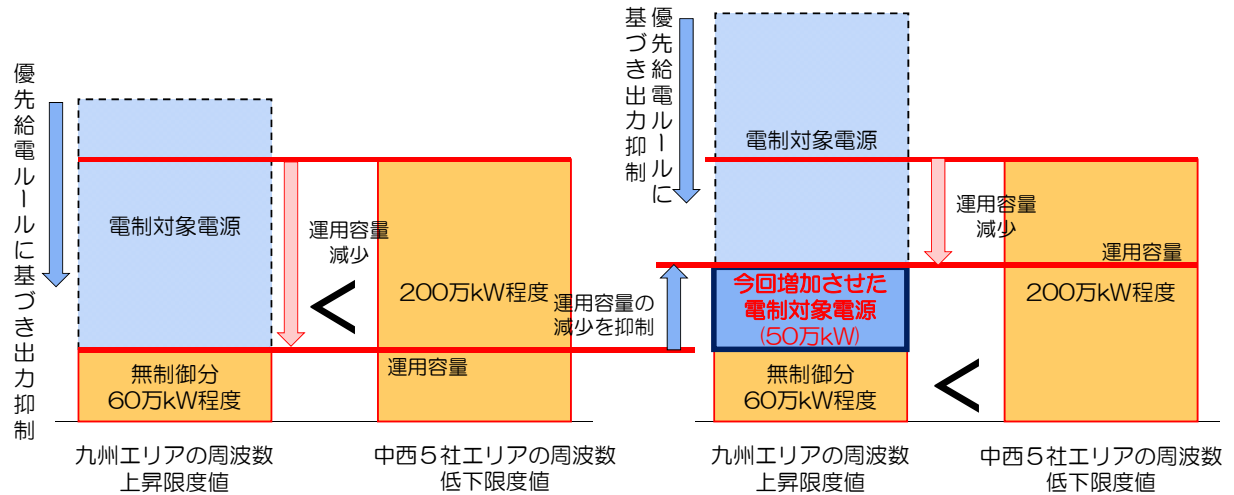 優先給電ルールに基づき出力抑制
電制対象電源
運用容量
減少
200万kW程度
運用容量
無制御分
60万kW程度
九州エリアの周波数
上昇限度値
中西５社エリアの周波数
低下限度値
優先給電ルールに
基づき出力抑制
電制対象電源
運用容量
減少
運用容量
200万kW程度
運用容量の
減少を抑制
今回増加させた
電制対象電源
(50万kW)
無制御分
60万kW程度
九州エリアの周波数
上昇限度値
中西５社エリアの周波数
低下限度値